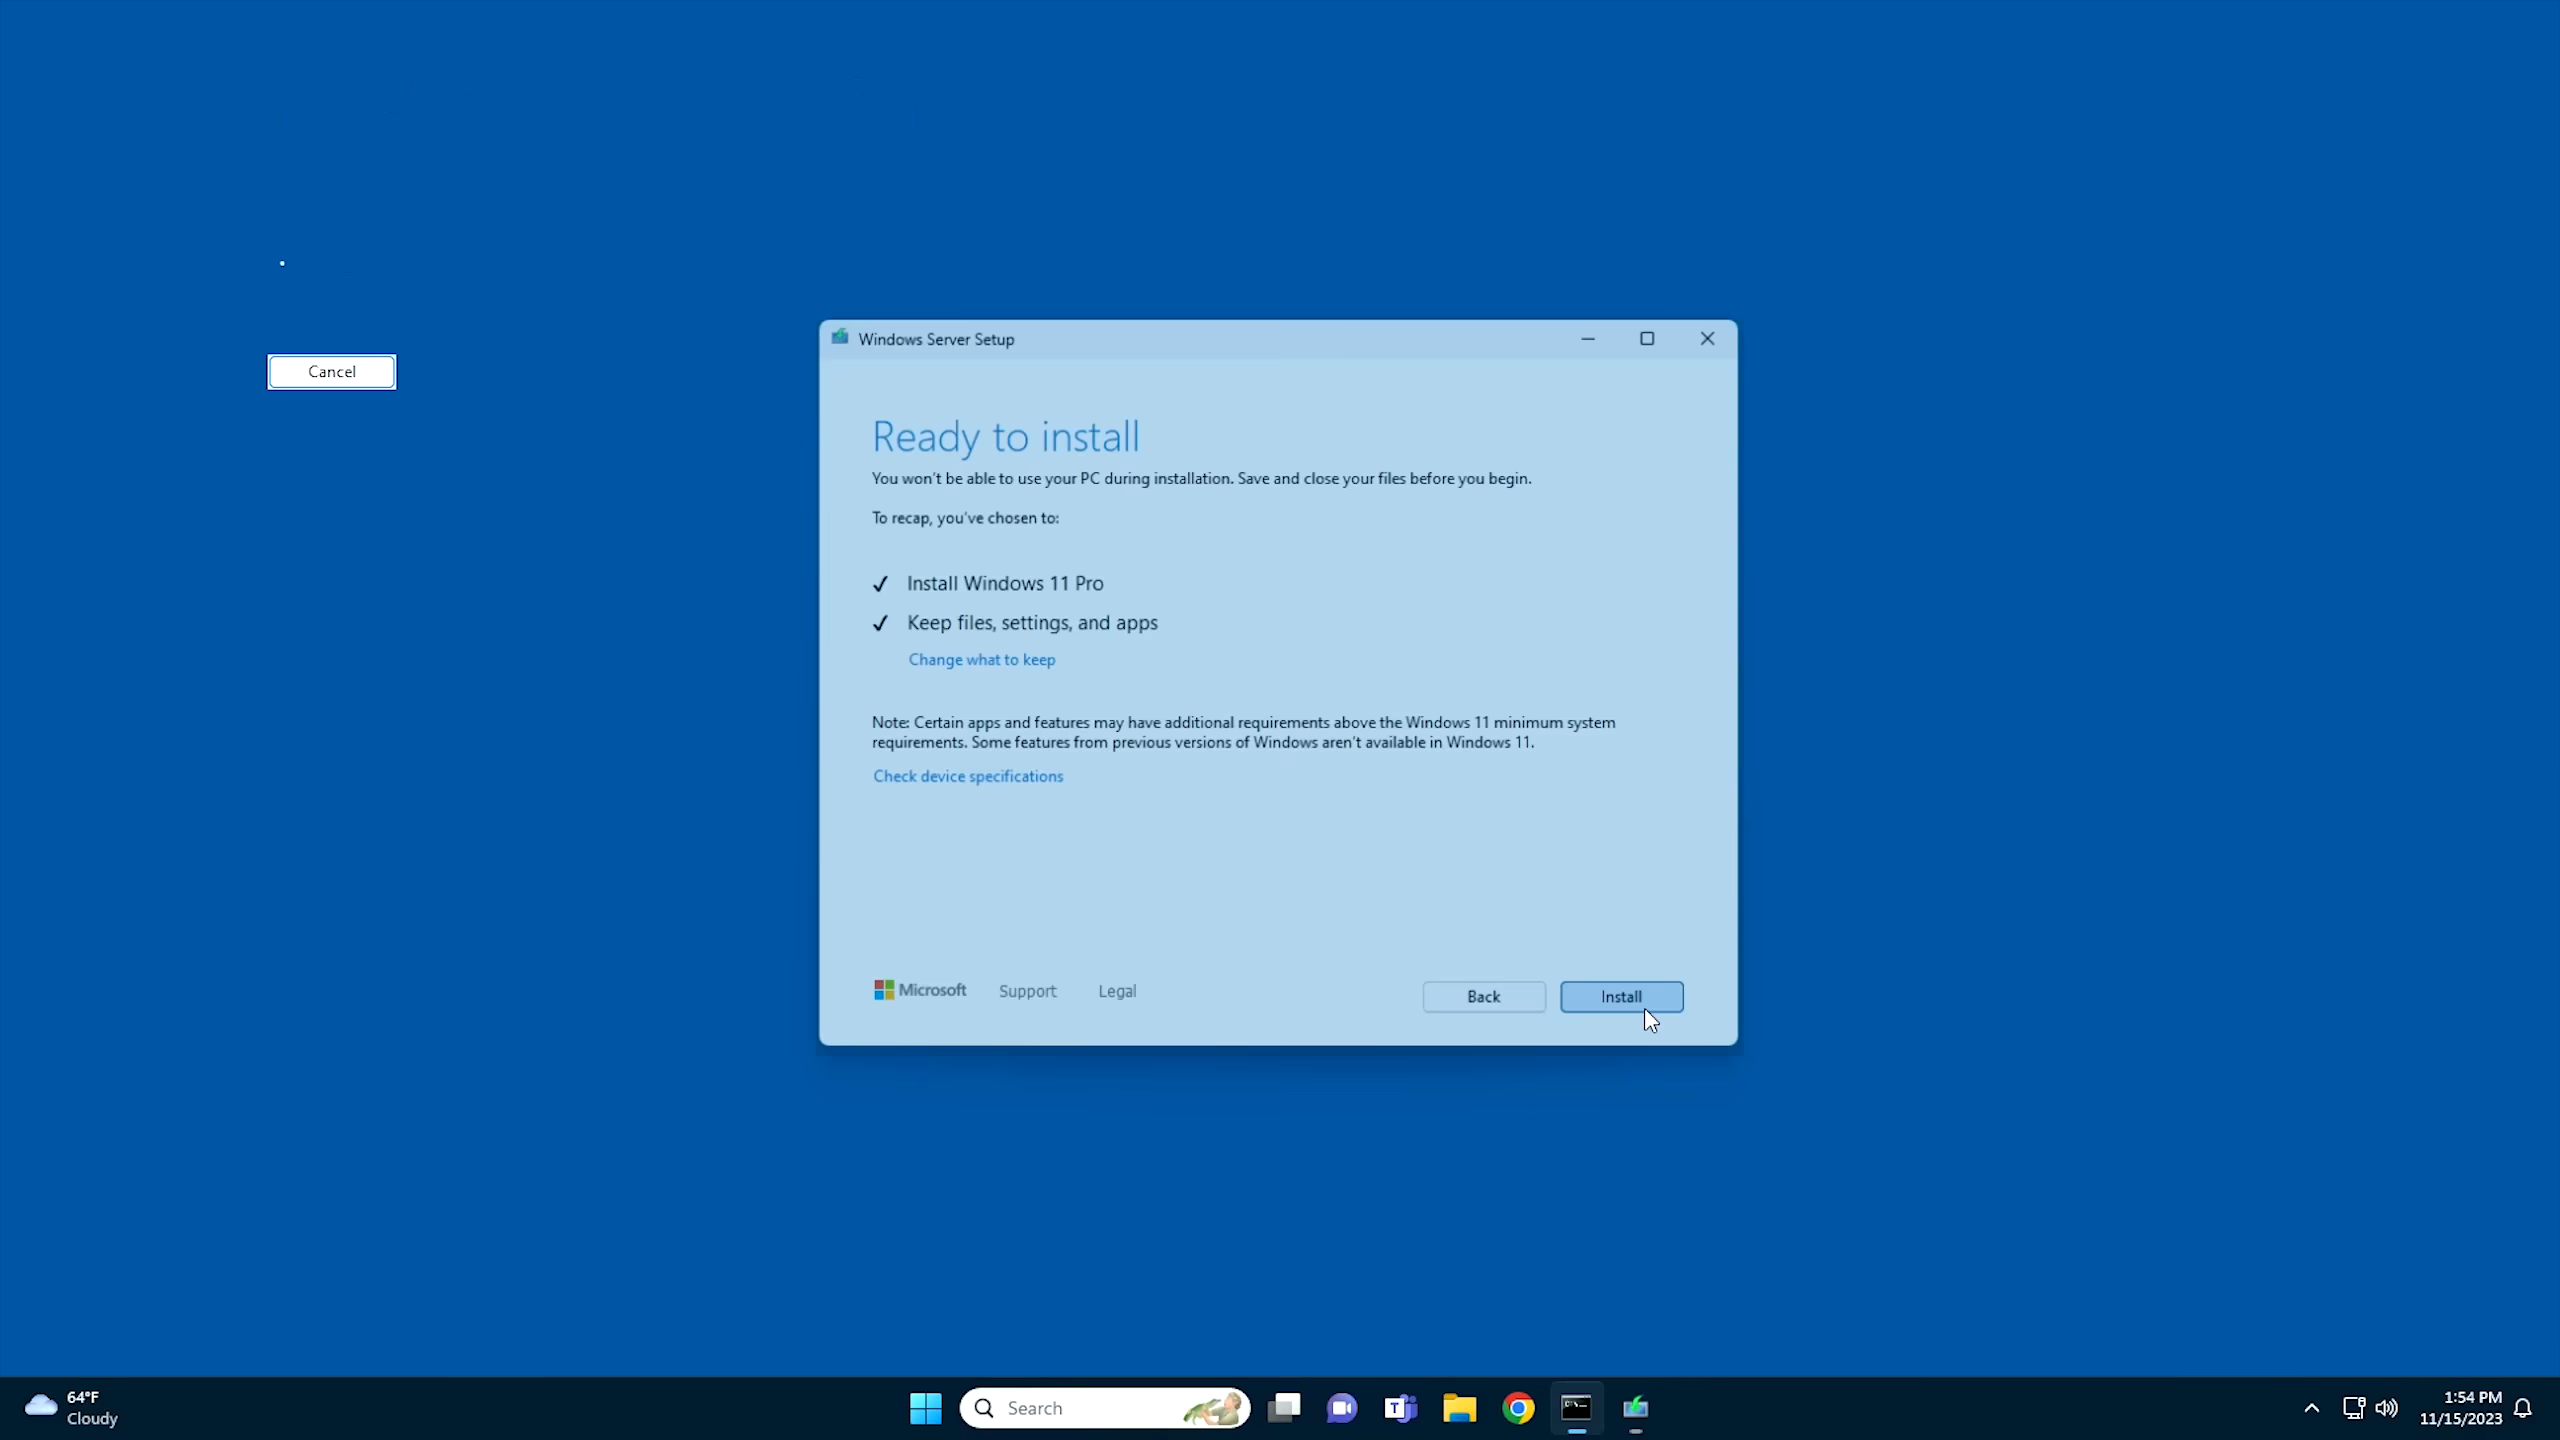 Windows Server Setup
Cancel
Ready to install
You won't be able to use your PC during installation. Save and close your files before you begin.
To recap, you've chosen to:
Install Windows 11 Pro
Keep files, settings, and apps
Change what to keep
Note: Certain apps and features may have additional requirements above the Windows 11 minimum system
requirements. Some features from previous versions of Windows aren't available in Windows 11.
Check device specifications
Microsoft Support Legal Back Install
64°F
Cloudy
Search
1:54 PM
11/15/2023